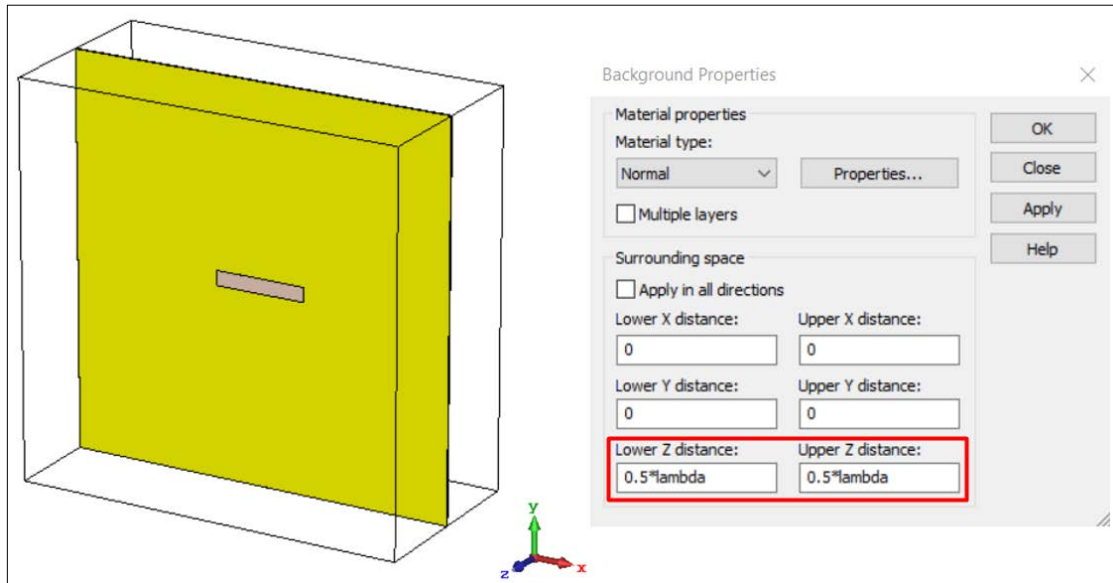 Background Properties
Material properties
Material type:
Normal
Properties...
Multiple layers
OK
Close
Apply
Help
Surrounding space
Apply in all directions
Lower X distance:
Upper X distance:
0
0
Lower Y distance:
Upper Y distance:
0
0
Lower Z distance:
Upper Z distance:
0.5*lambda
0.5*lambda
y
z
x